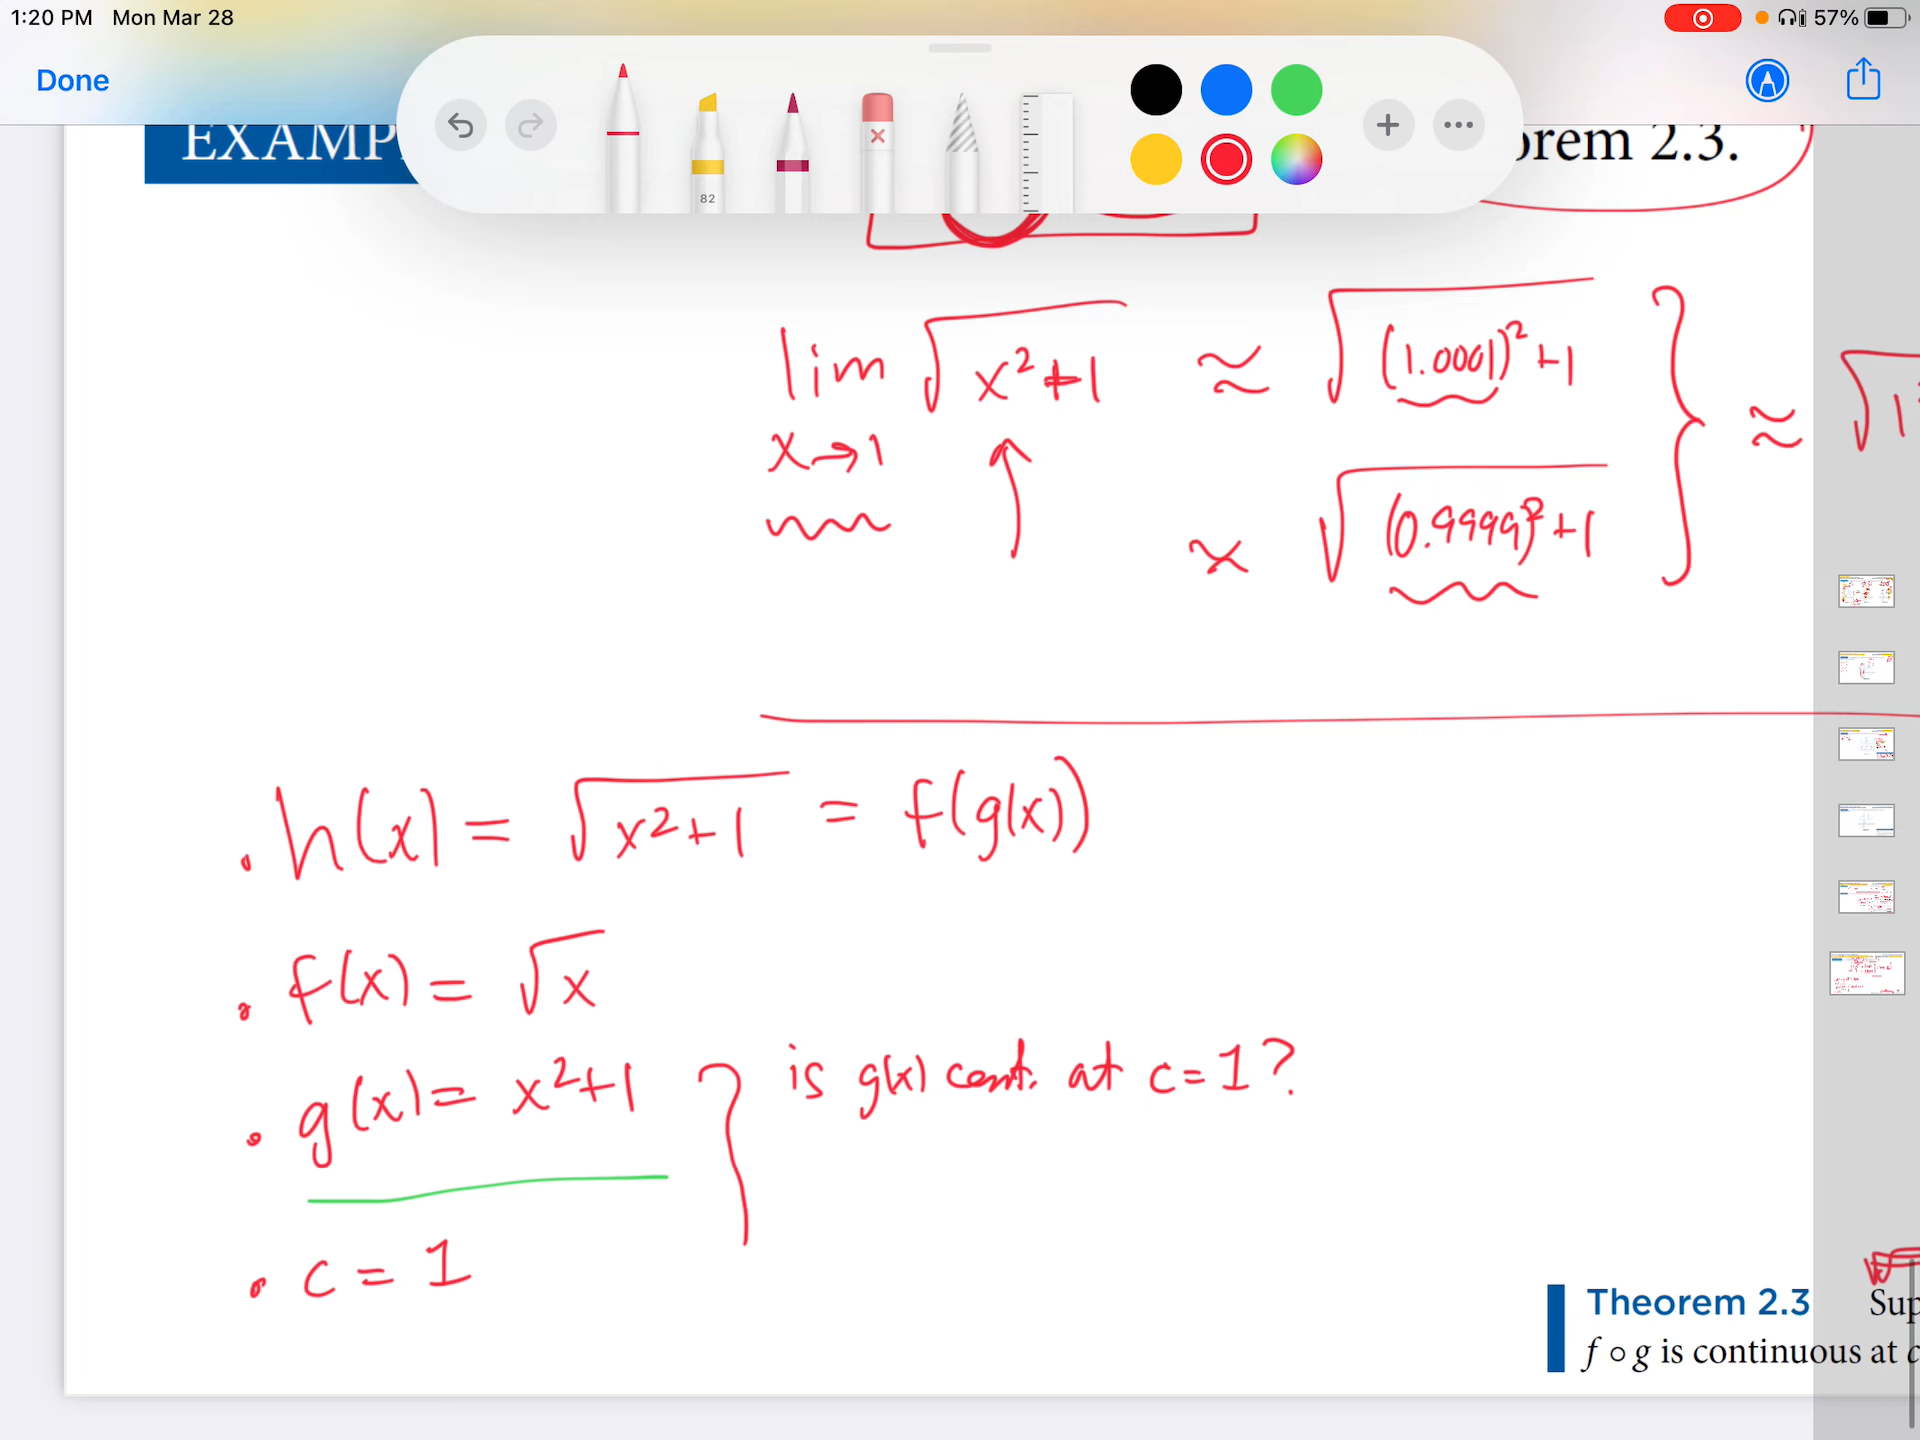 1:20 PM Mon Mar 28
57%
Done
82
EXAMP
orem 2.3.
lim √(x²+1) ≈ √((1.0001)²+1)
x→1
≈ √1
≈ √((0.9999)²+1)
• h(x) = √(x²+1) = f(g(x))
• f(x) = √x
• g(x) = x²+1
is g(x) cont. at c=1?
• c = 1
Theorem 2.3 Sup
f ∘ g is continuous at c